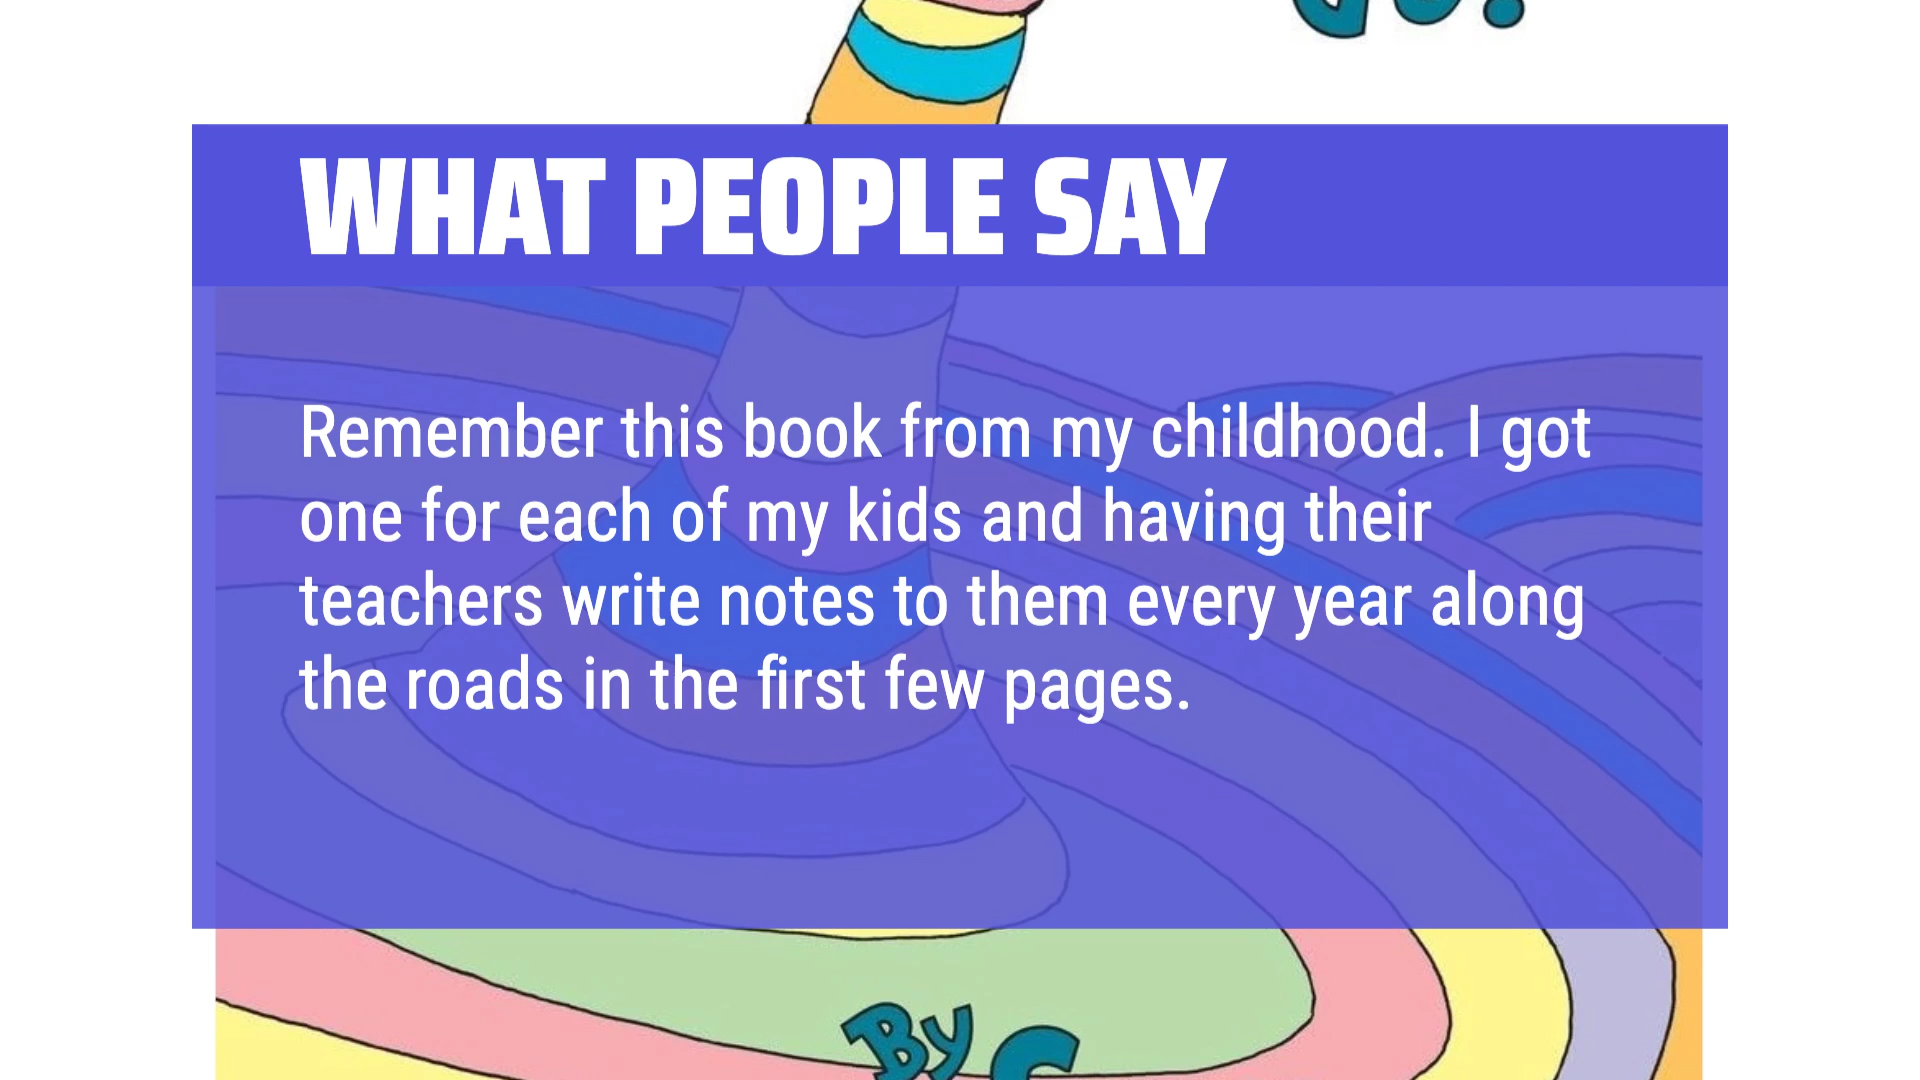 WHAT PEOPLE SAY
Remember this book from my childhood. I got
one for each of my kids and having their
teachers write notes to them every year along
the roads in the first few pages.
By